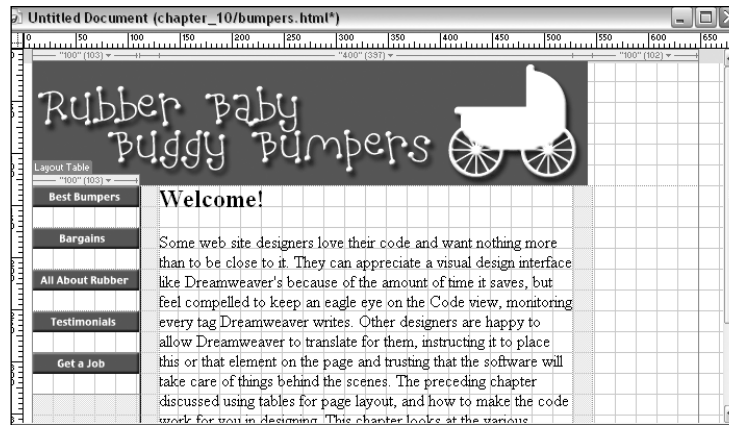 Untitled Document (chapter_10/bumpers.html*)
0 50 100 150 200 250 300 350 400 450 500 550 600 650
"100" (103) "400" (397) "100" (102)
Rubber Baby
Buggy Bumpers
Layout Table
"100" (103)
Best Bumpers
Bargains
All About Rubber
Testimonials
Get a Job
Welcome!
Some web site designers love their code and want nothing more
than to be close to it. They can appreciate a visual design interface
like Dreamweaver's because of the amount of time it saves, but
feel compelled to keep an eagle eye on the Code view, monitoring
every tag Dreamweaver writes. Other designers are happy to
allow Dreamweaver to translate for them, instructing it to place
this or that element on the page and trusting that the software will
take care of things behind the scenes. The preceding chapter
discussed using tables for page layout, and how to make the code
work for you in designing. This chapter looks at the various